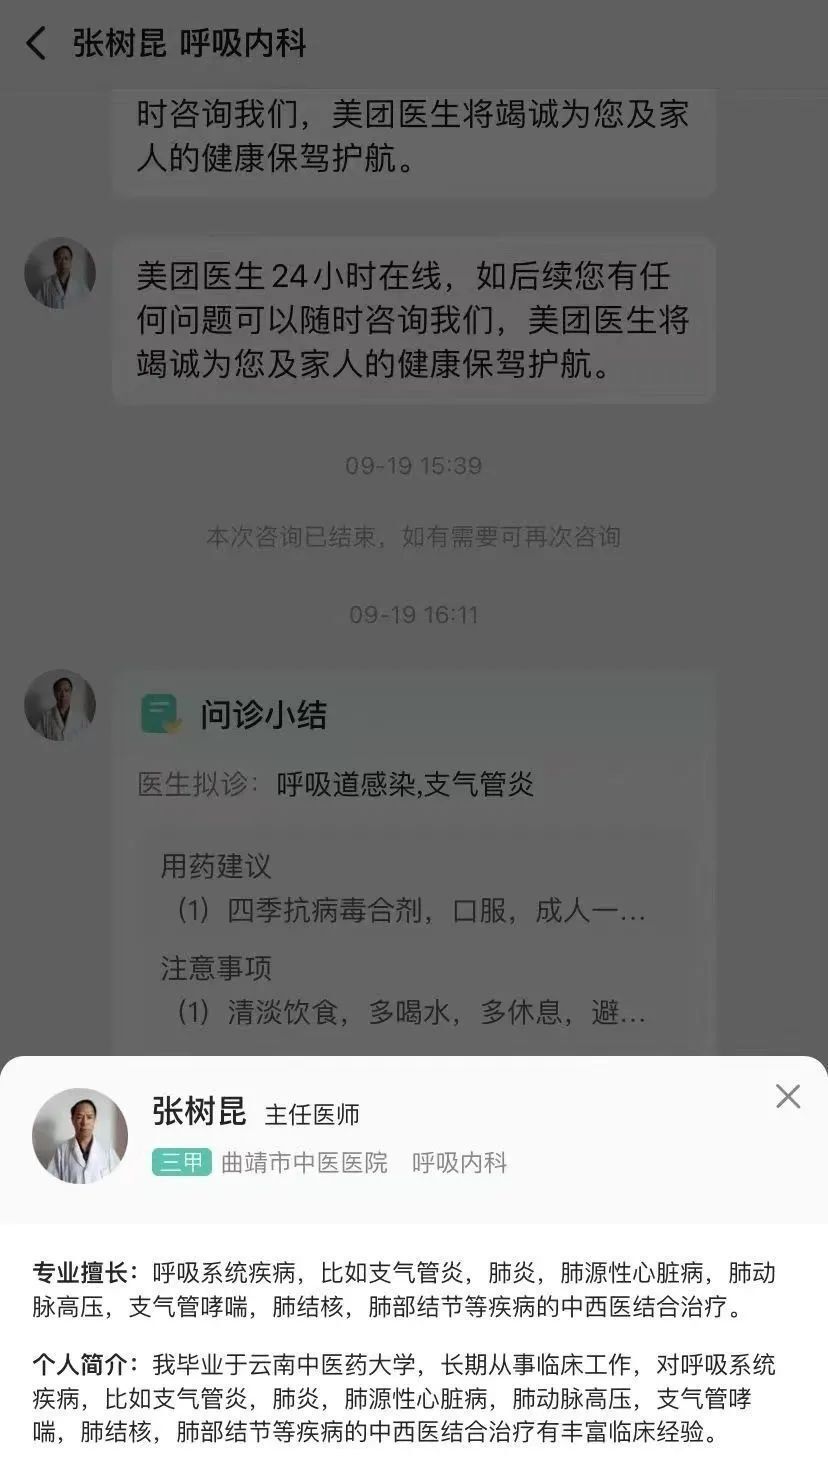 张树昆 呼吸内科
时咨询我们，美团医生将竭诚为您及家
人的健康保驾护航。
美团医生24小时在线，如后续您有任
何问题可以随时咨询我们，美团医生将
竭诚为您及家人的健康保驾护航。
09-19 15:39
本次咨询已结束，如有需要可再次咨询
09-19 16:11
问诊小结
医生拟诊：呼吸道感染,支气管炎
用药建议
（1）四季抗病毒合剂，口服，成人一...
注意事项
（1）清淡饮食，多喝水，多休息，避...
张树昆 主任医师
三甲 曲靖市中医医院 呼吸内科
专业擅长：呼吸系统疾病，比如支气管炎，肺炎，肺源性心脏病，肺动
脉高压，支气管哮喘，肺结核，肺部结节等疾病的中西医结合治疗。
个人简介：我毕业于云南中医药大学，长期从事临床工作，对呼吸系统
疾病，比如支气管炎，肺炎，肺源性心脏病，肺动脉高压，支气管哮
喘，肺结核，肺部结节等疾病的中西医结合治疗有丰富临床经验。